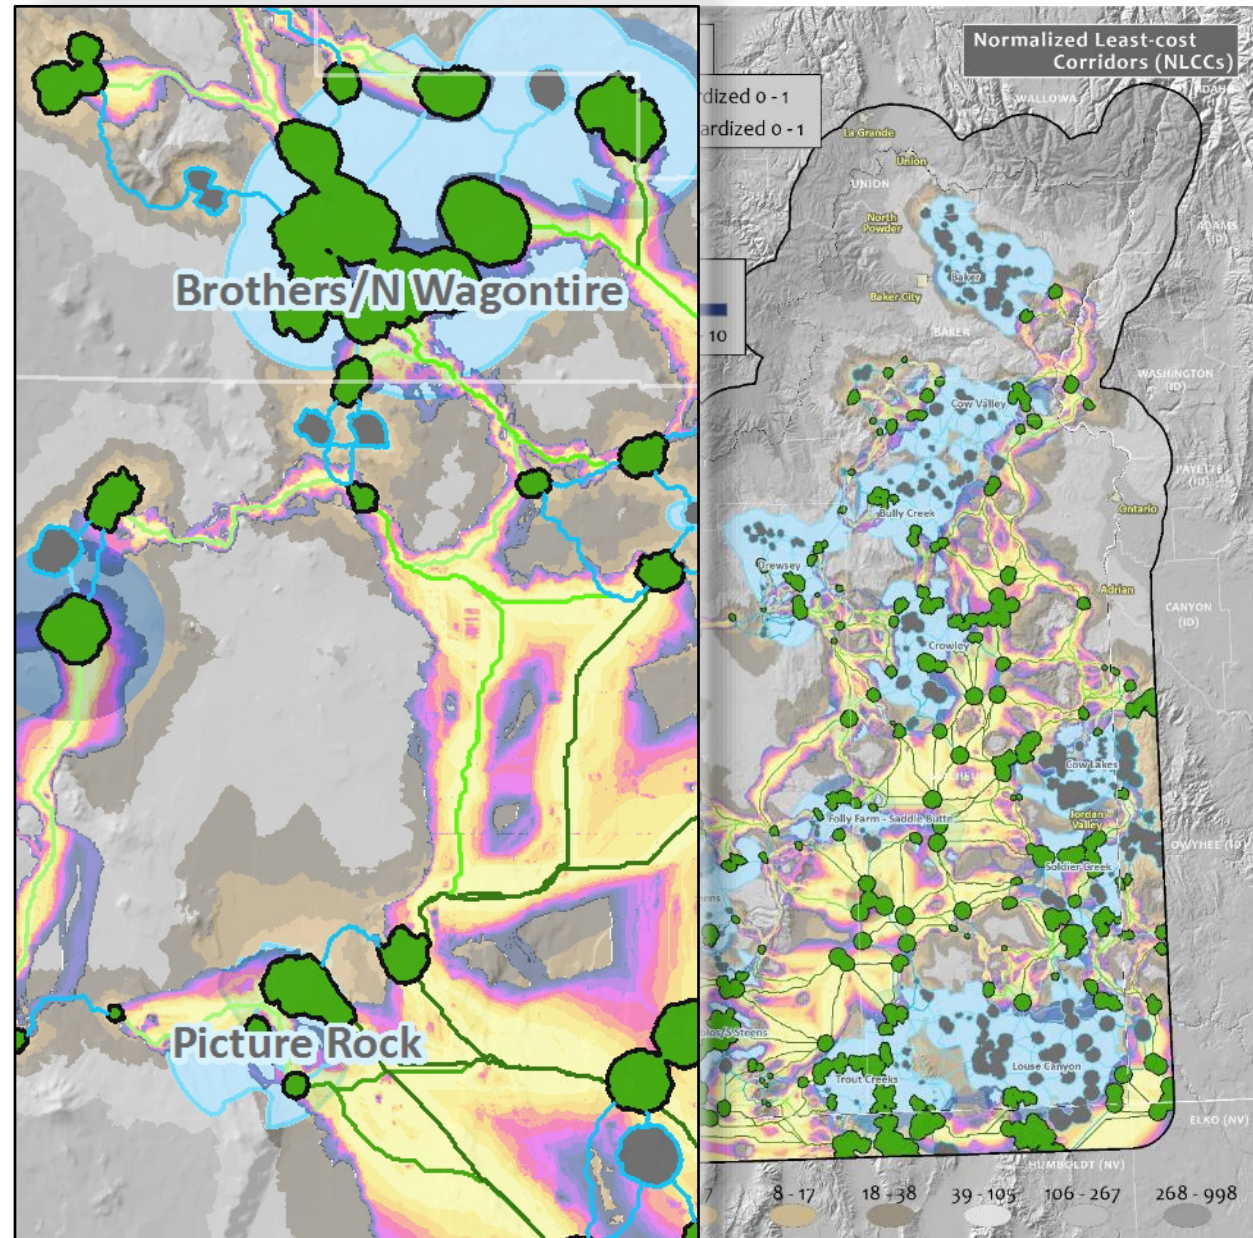 Normalized Least-cost
Corridors (NLCCs)
IDAHO
WALLOWA
dized 0 - 1
ardized 0 - 1
La Grande
Union
UNION
ADAMS
(ID)
North
Powder
Baker
Baker City
Brothers/N Wagontire
10
BAKER
WASHINGTON
(ID)
Cow Valley
PAYETTE
(ID)
Ontario
Bully Creek
Drewsey
Adrian
CANYON
(ID)
Crowley
Cow Lakes
Folly Farm - Saddle Butte
Jordan
Valley
OWYHEE (ID)
Soldier Creek
Picture Rock
Louse Canyon
Trout Creeks
ELKO (NV)
HUMBOLDT (NV)
7
8 - 17
18 - 38
39 - 105
106 - 267
268 - 998